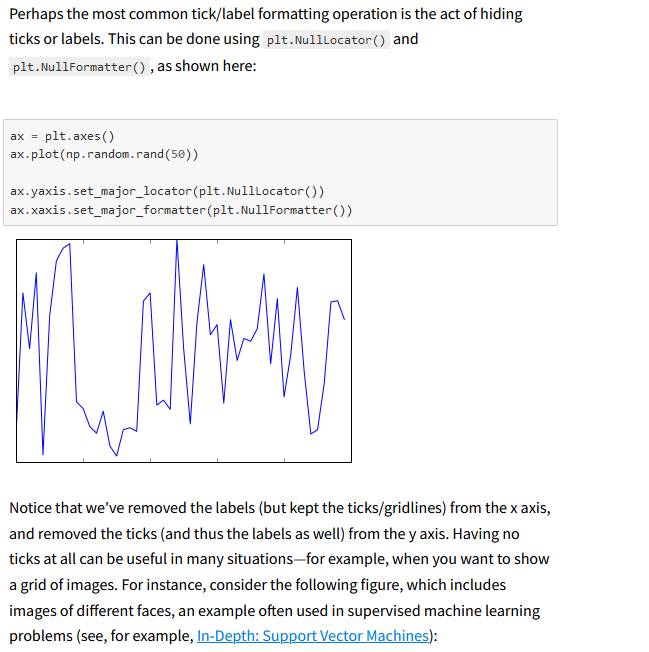 Perhaps the most common tick/label formatting operation is the act of hiding
ticks or labels. This can be done using plt.NullLocator() and
plt.NullFormatter() , as shown here:
ax = plt.axes()
ax.plot(np.random.rand(50))
ax.yaxis.set_major_locator(plt.NullLocator())
ax.xaxis.set_major_formatter(plt.NullFormatter())
Notice that we've removed the labels (but kept the ticks/gridlines) from the x axis,
and removed the ticks (and thus the labels as well) from the y axis. Having no
ticks at all can be useful in many situations—for example, when you want to show
a grid of images. For instance, consider the following figure, which includes
images of different faces, an example often used in supervised machine learning
problems (see, for example, In-Depth: Support Vector Machines):